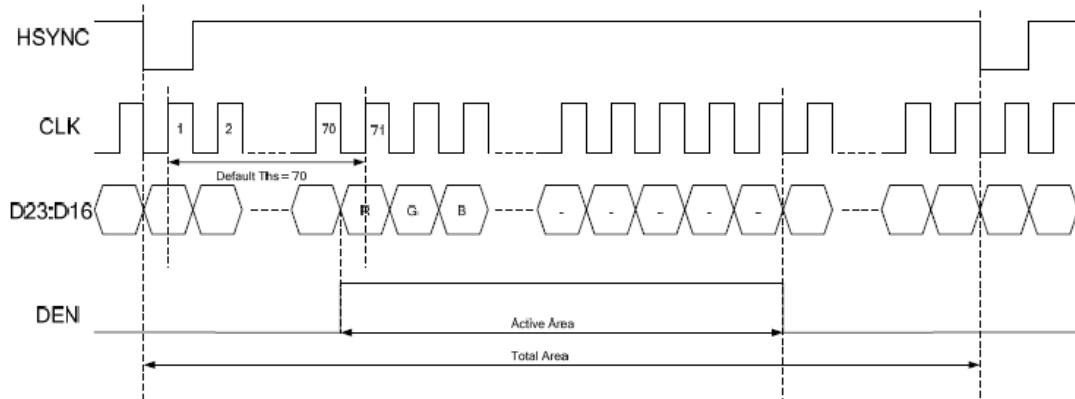 HSYNC
CLK
1 2 70 71
Default Ths = 70
D23:D16
G R G B - - - - -
DEN
Active Area
Total Area